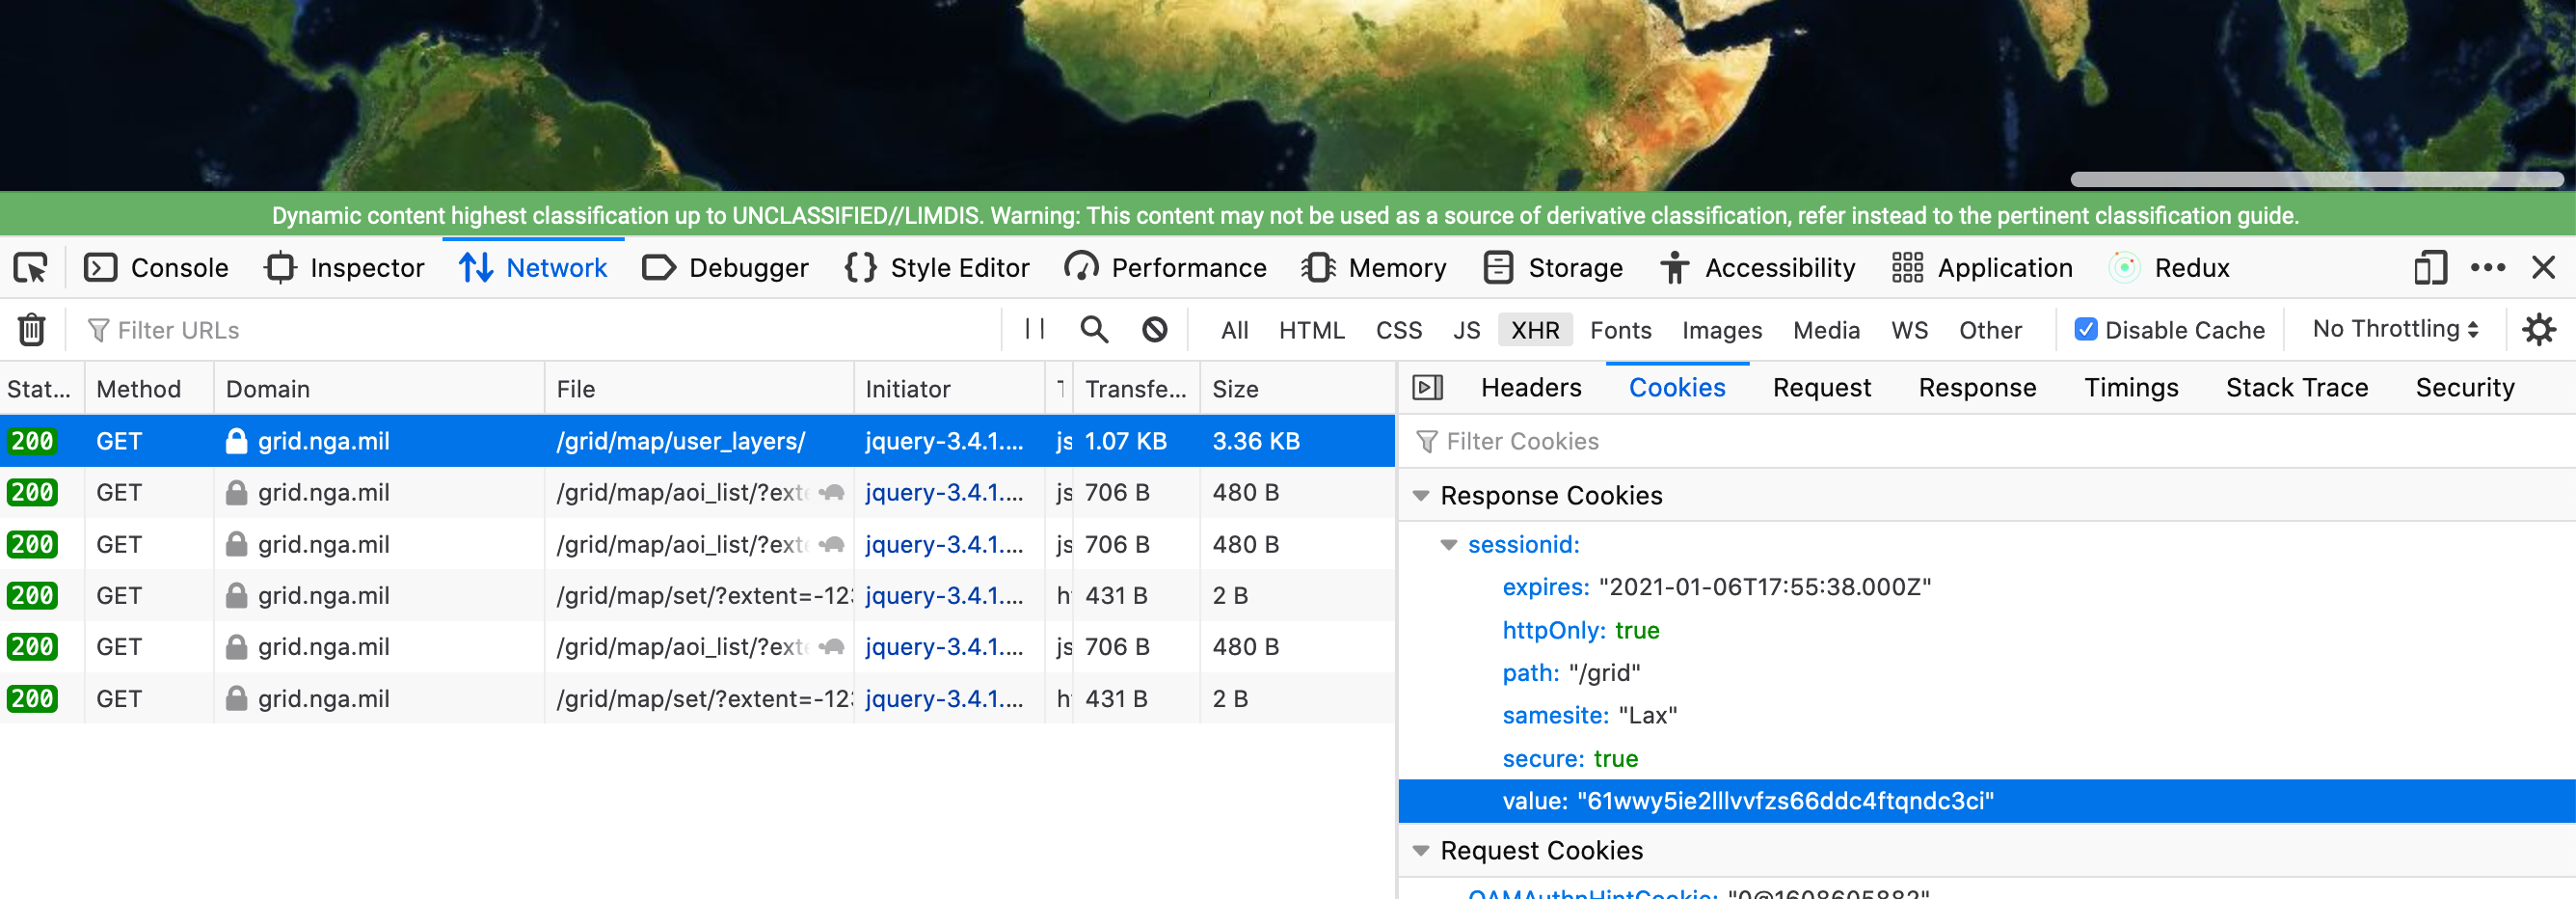 Dynamic content highest classification up to UNCLASSIFIED//LIMDIS. Warning: This content may not be used as a source of derivative classification, refer instead to the pertinent classification guide.
Console Inspector Network Debugger Style Editor Performance Memory Storage Accessibility Application Redux
Filter URLs All HTML CSS JS XHR Fonts Images Media WS Other Disable Cache No Throttling
Stat... Method Domain File Initiator Transfe... Size
200 GET grid.nga.mil /grid/map/user_layers/ jquery-3.4.1.... js 1.07 KB 3.36 KB
200 GET grid.nga.mil /grid/map/aoi_list/?exte jquery-3.4.1.... js 706 B 480 B
200 GET grid.nga.mil /grid/map/aoi_list/?exte jquery-3.4.1.... js 706 B 480 B
200 GET grid.nga.mil /grid/map/set/?extent=-123 jquery-3.4.1.... h 431 B 2 B
200 GET grid.nga.mil /grid/map/aoi_list/?exte jquery-3.4.1.... js 706 B 480 B
200 GET grid.nga.mil /grid/map/set/?extent=-123 jquery-3.4.1.... h 431 B 2 B
Headers Cookies Request Response Timings Stack Trace Security
Filter Cookies
Response Cookies
sessionid:
expires: "2021-01-06T17:55:38.000Z"
httpOnly: true
path: "/grid"
samesite: "Lax"
secure: true
value: "61wwy5ie2lllvvfzs66ddc4ftqndc3ci"
Request Cookies
OAMAuthnHintCookie: "0@1608605882"